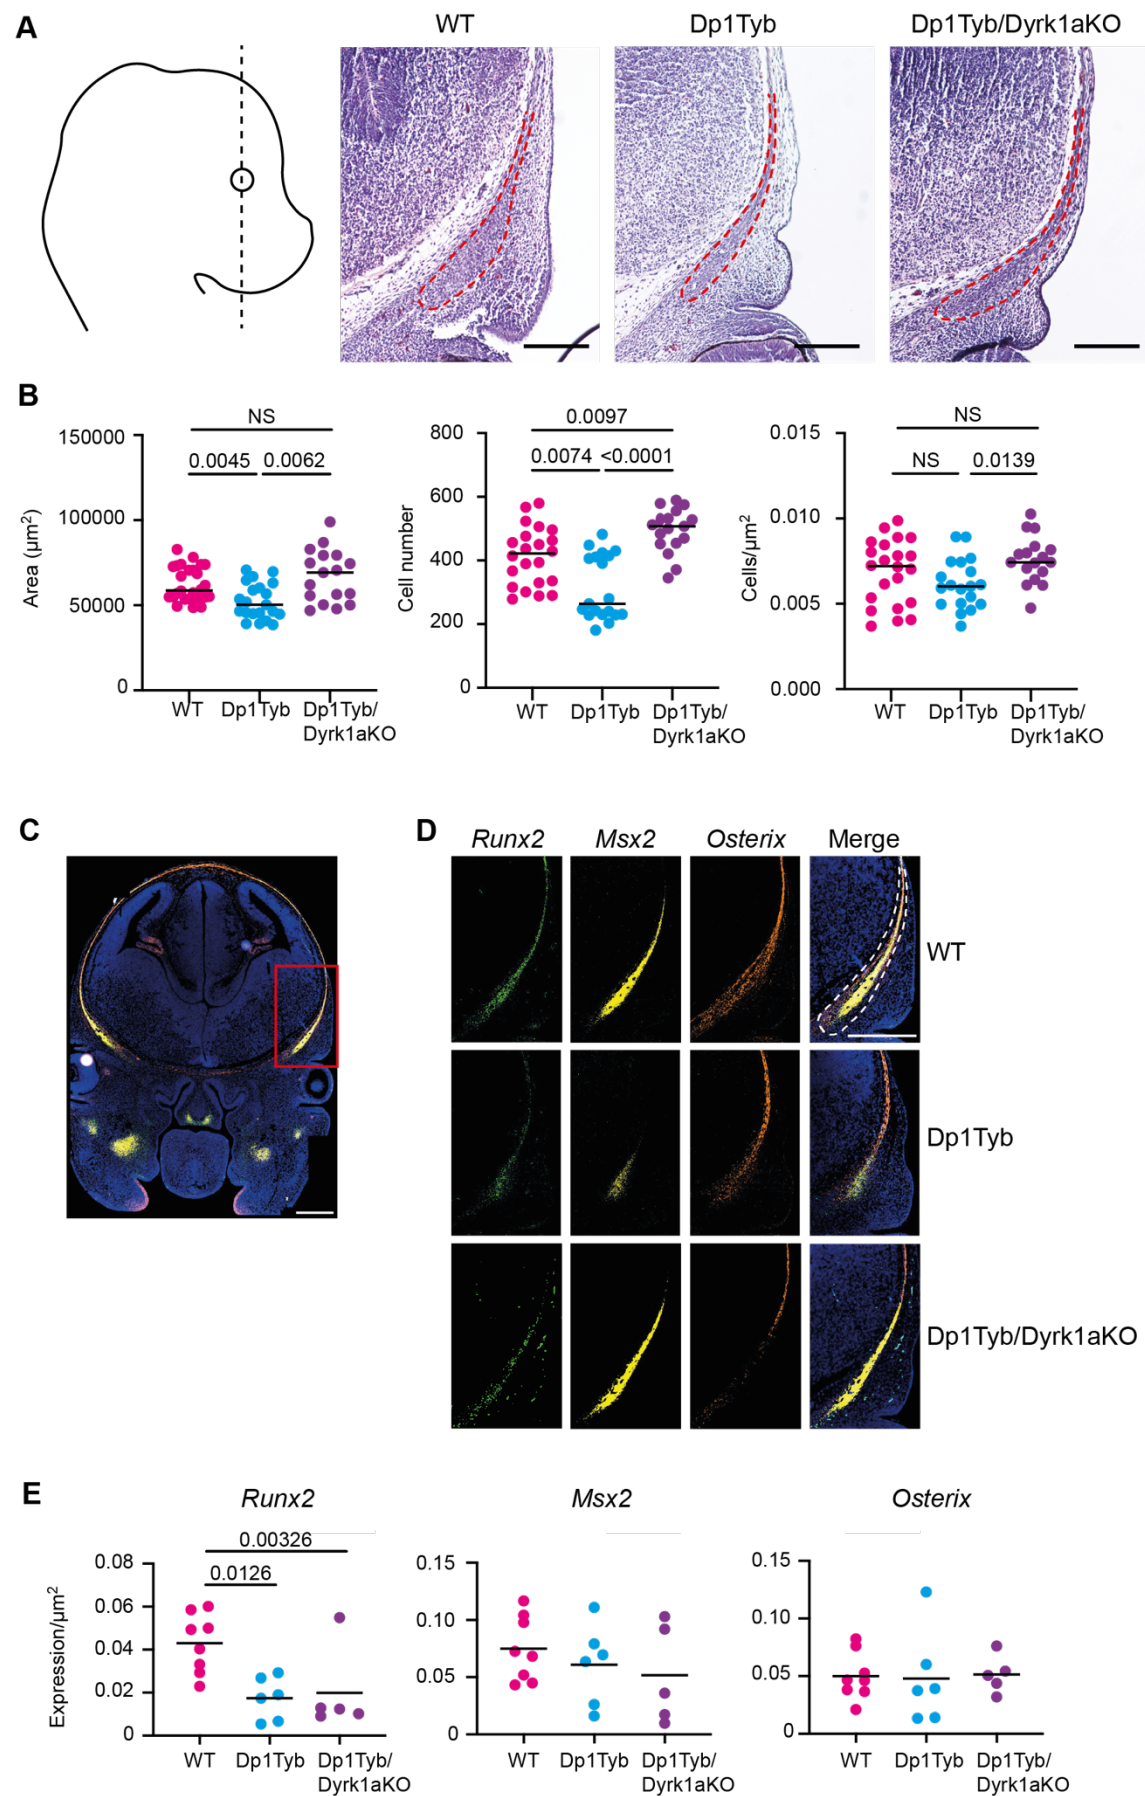 A
WT
Dp1Tyb
Dp1Tyb/Dyrk1aKO
B
Area (µm²)
150000
100000
50000
0
NS
0.0045
0.0062
WT
Dp1Tyb
Dp1Tyb/
Dyrk1aKO
Cell number
800
600
400
200
0
0.0097
0.0074
<0.0001
WT
Dp1Tyb
Dp1Tyb/
Dyrk1aKO
Cells/µm²
0.015
0.010
0.005
0.000
NS
NS
0.0139
WT
Dp1Tyb
Dp1Tyb/
Dyrk1aKO
C
D
Runx2
Msx2
Osterix
Merge
WT
Dp1Tyb
Dp1Tyb/Dyrk1aKO
E
Runx2
Expression/µm²
0.08
0.06
0.04
0.02
0
0.00326
0.0126
WT
Dp1Tyb
Dp1Tyb/
Dyrk1aKO
Msx2
0.15
0.10
0.05
0
WT
Dp1Tyb
Dp1Tyb/
Dyrk1aKO
Osterix
0.15
0.10
0.05
0
WT
Dp1Tyb
Dp1Tyb/
Dyrk1aKO